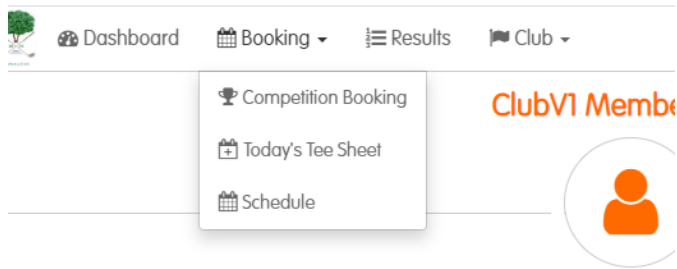 Dashboard Booking Results Club
Competition Booking
ClubV1 Membe
Today's Tee Sheet
Schedule